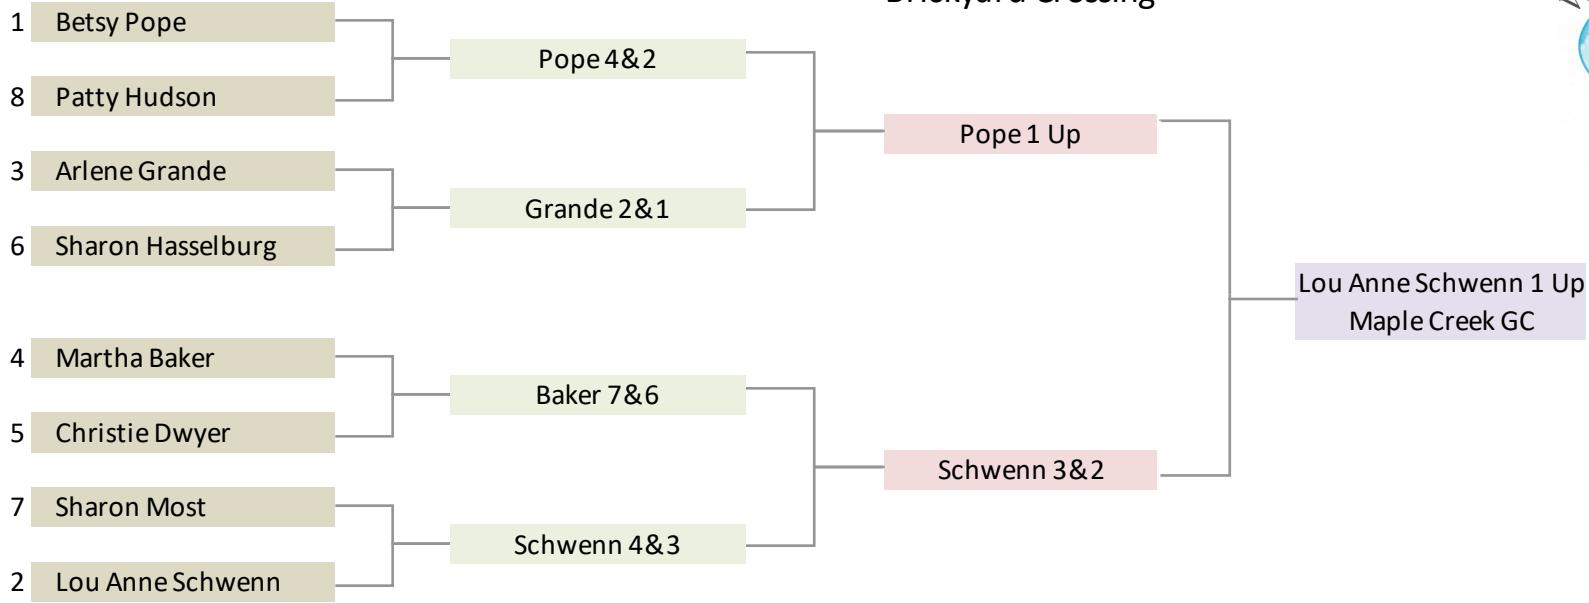 Brickyard Crossing
1 Betsy Pope
8 Patty Hudson
3 Arlene Grande
6 Sharon Hasselburg
4 Martha Baker
5 Christie Dwyer
7 Sharon Most
2 Lou Anne Schwenn
Pope 4&2
Grande 2&1
Baker 7&6
Schwenn 4&3
Pope 1 Up
Schwenn 3&2
Lou Anne Schwenn 1 Up
Maple Creek GC